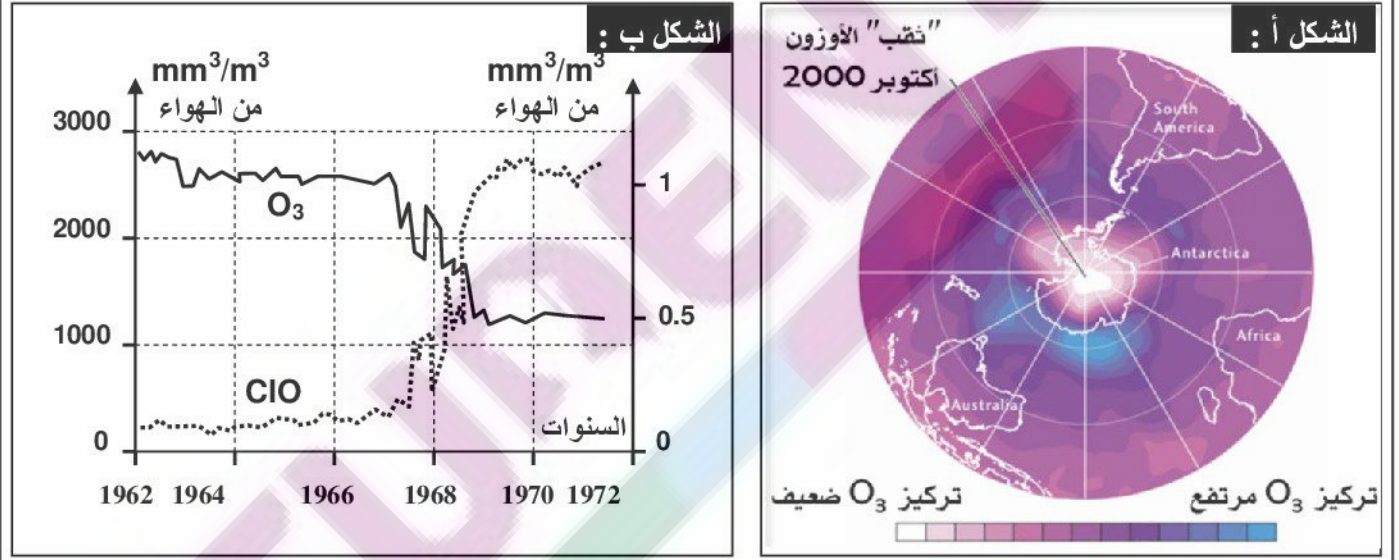 الشكل أ :
"ثقب" الأوزون
أكتوبر 2000
South
America
Antarctica
Africa
Australia
تركيز O₃ مرتفع
تركيز O₃ ضعيف
الشكل ب :
mm³/m³
من الهواء
mm³/m³
من الهواء
3000
2000
1000
0
1
0.5
0
O₃
ClO
السنوات
1962 1964 1966 1968 1970 1972